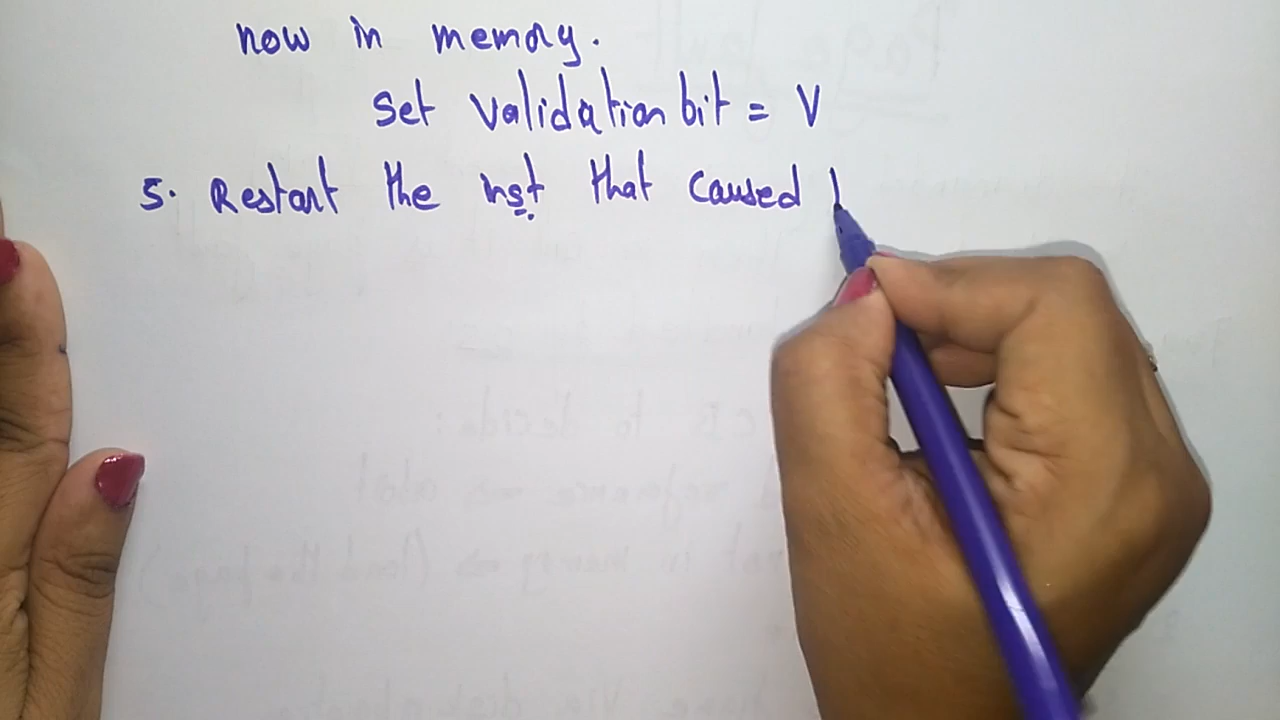 now in memory.
Set Validation bit = V
5. Restart the inst that caused